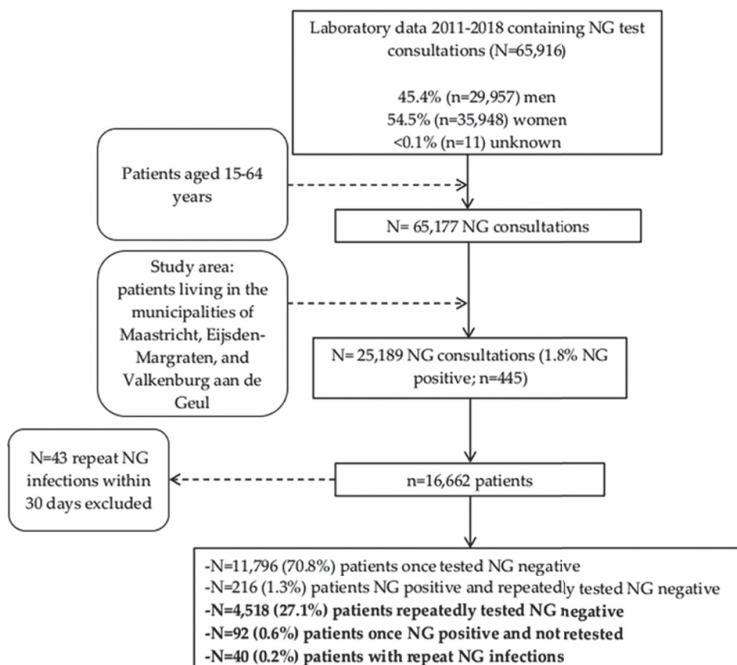 Laboratory data 2011-2018 containing NG test
consultations (N=65,916)
45.4% (n=29,957) men
54.5% (n=35,948) women
<0.1% (n=11) unknown
Patients aged 15-64
years
N= 65,177 NG consultations
Study area:
patients living in the
municipalities of
Maastricht, Eijsden-
Margraten, and
Valkenburg aan de
Geul
N= 25,189 NG consultations (1.8% NG
positive; n=445)
N=43 repeat NG
infections within
30 days excluded
n=16,662 patients
-N=11,796 (70.8%) patients once tested NG negative
-N=216 (1.3%) patients NG positive and repeatedly tested NG negative
-N=4,518 (27.1%) patients repeatedly tested NG negative
-N=92 (0.6%) patients once NG positive and not retested
-N=40 (0.2%) patients with repeat NG infections